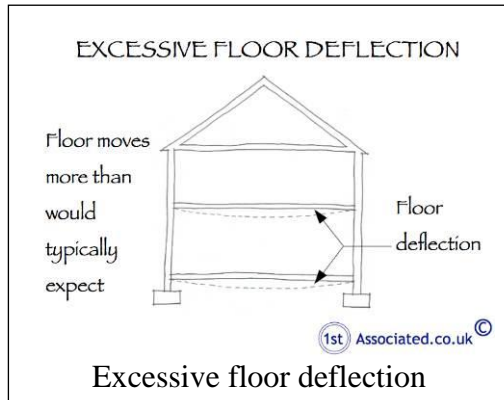 EXCESSIVE FLOOR DEFLECTION
Floor moves
more than
would
typically
expect
Floor
deflection
1st Associated.co.uk ©
Excessive floor deflection